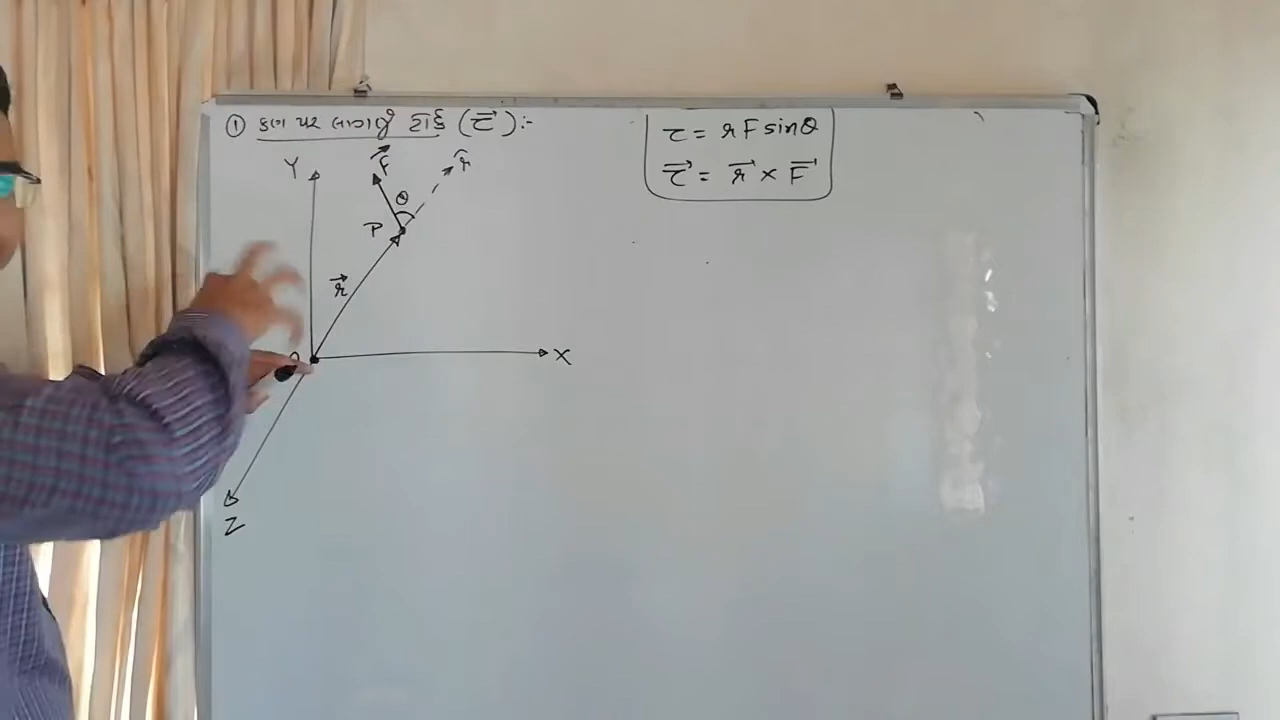 ① કણ પર લાગતું ટૉર્ક (τ⃗):-
τ = rF sinθ
τ⃗ = r⃗ × F⃗
Y
F⃗
r̂
θ
P
r⃗
O
X
Z